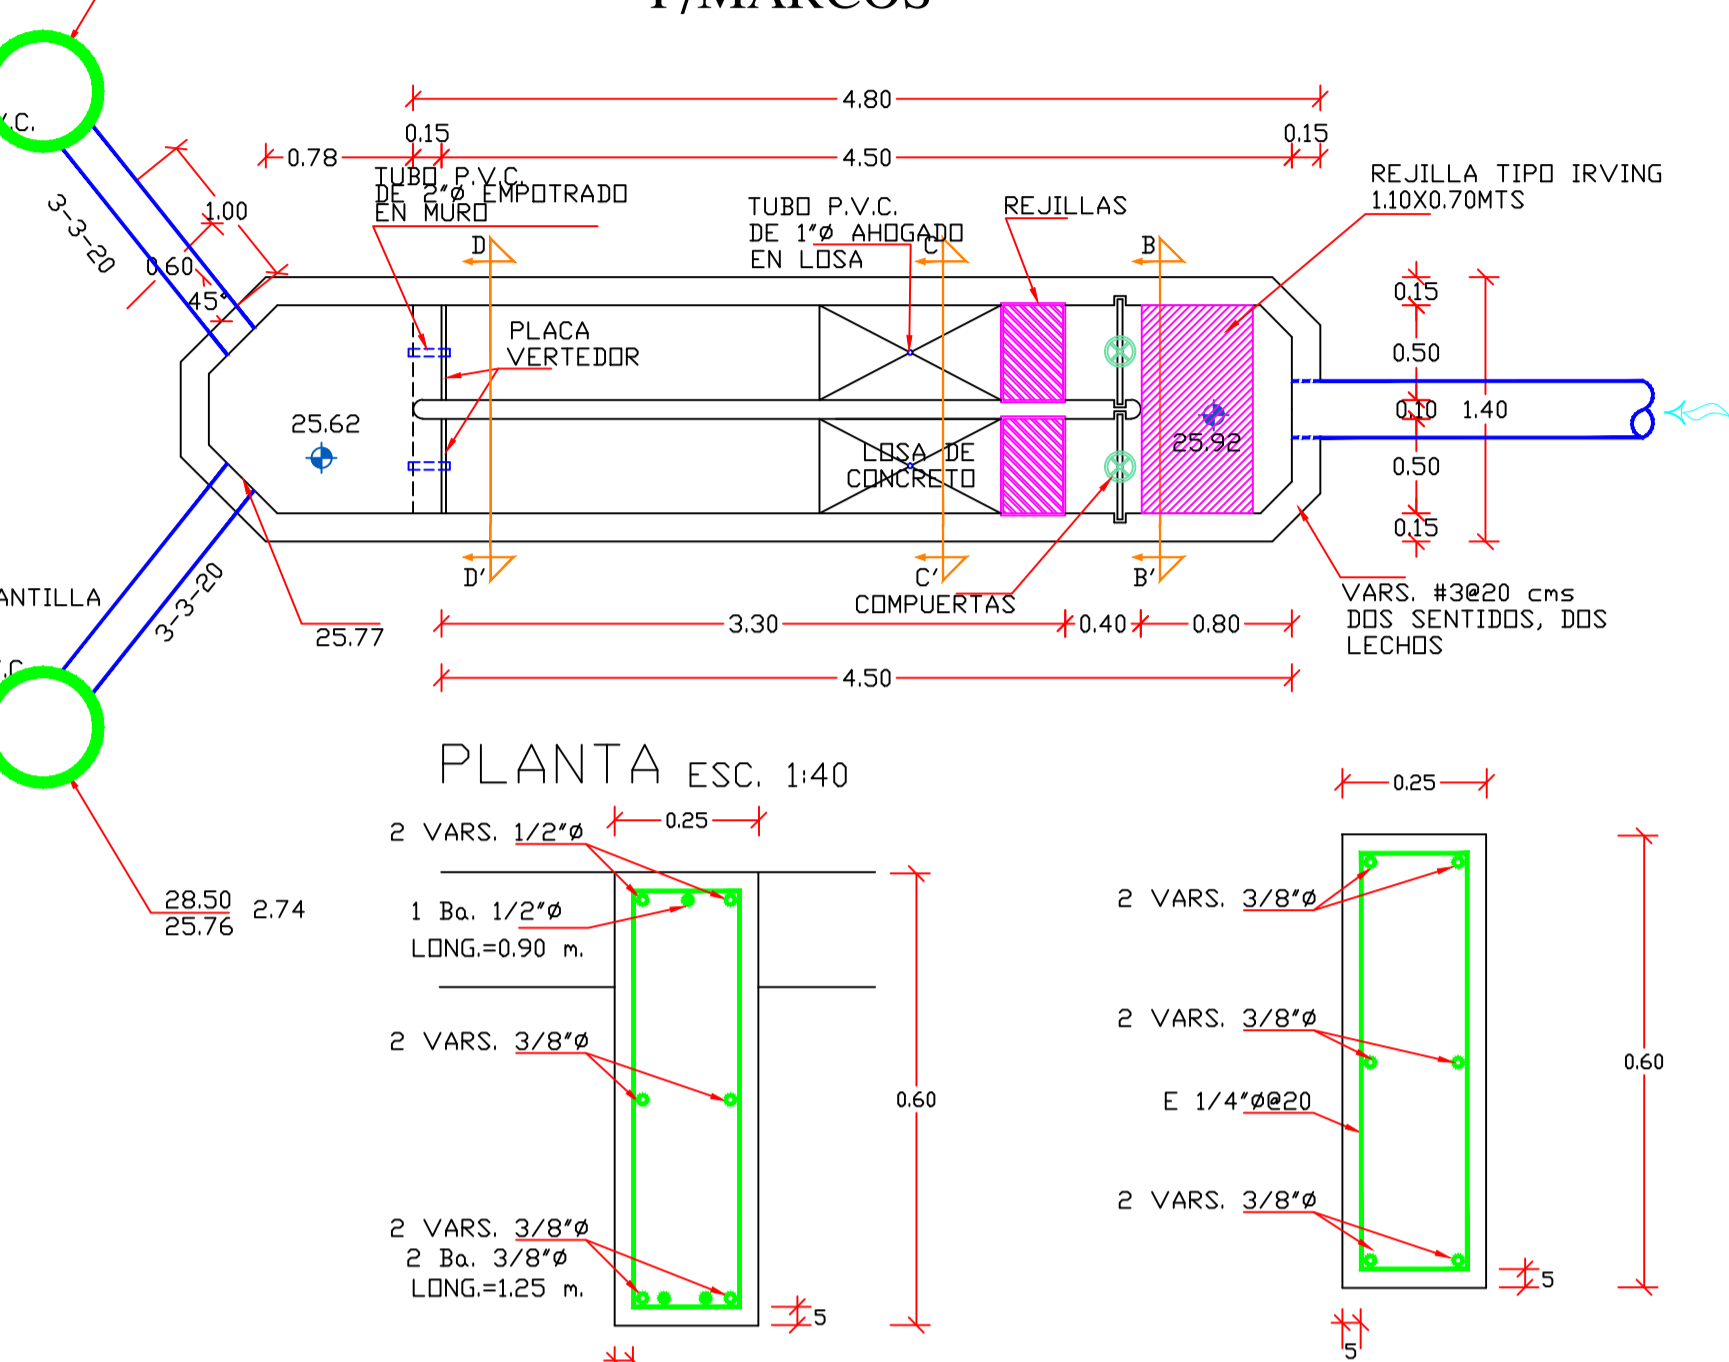 P/MARCOS
4.80
0.15
0.15
0.78
4.50
TUBO P.V.C.
DE 2"Ø EMPOTRADO
EN MURO
TUBO P.V.C.
DE 1"Ø AHOGADO
EN LOSA
REJILLAS
REJILLA TIPO IRVING
1.10X0.70MTS
3-3-20
1.00
0.60
45°
D
C
B
PLACA
VERTEDOR
0.15
0.50
0.10
1.40
0.50
0.15
25.62
25.92
LOSA DE
CONCRETO
D'
C'
B'
COMPUERTAS
VARS. #3@20 cms
DOS SENTIDOS, DOS
LECHOS
ANTILLA
3-3-20
25.77
3.30
0.40
0.80
4.50
PLANTA ESC. 1:40
28.50
25.76
2.74
0.25
2 VARS. 1/2"Ø
1 Ba. 1/2"Ø
LONG.=0.90 m.
2 VARS. 3/8"Ø
0.60
2 VARS. 3/8"Ø
2 Ba. 3/8"Ø
LONG.=1.25 m.
5
0.25
2 VARS. 3/8"Ø
2 VARS. 3/8"Ø
E 1/4"Ø@20
0.60
2 VARS. 3/8"Ø
5
5